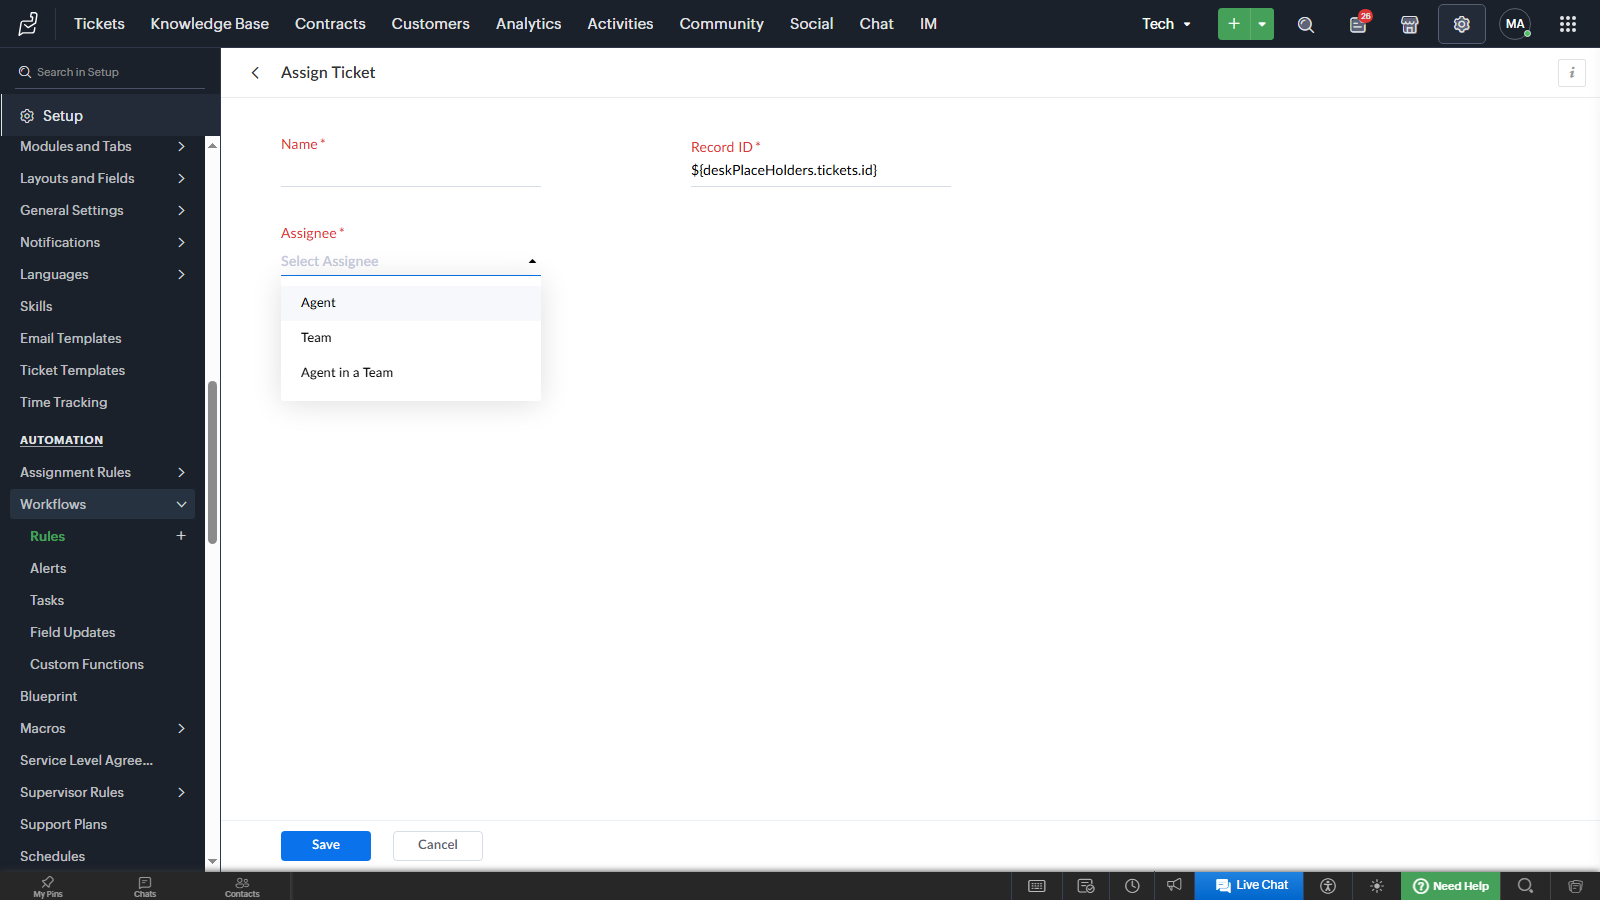 Tickets Knowledge Base Contracts Customers Analytics Activities Community Social Chat IM Tech 26 MA
Search in Setup
Setup
Modules and Tabs
Layouts and Fields
General Settings
Notifications
Languages
Skills
Email Templates
Ticket Templates
Time Tracking
AUTOMATION
Assignment Rules
Workflows
Rules
Alerts
Tasks
Field Updates
Custom Functions
Blueprint
Macros
Service Level Agree...
Supervisor Rules
Support Plans
Schedules
Assign Ticket
i
Name *
Record ID *
${deskPlaceHolders.tickets.id}
Assignee *
Select Assignee
Agent
Team
Agent in a Team
Save Cancel
My Pins Chats Contacts Live Chat Need Help